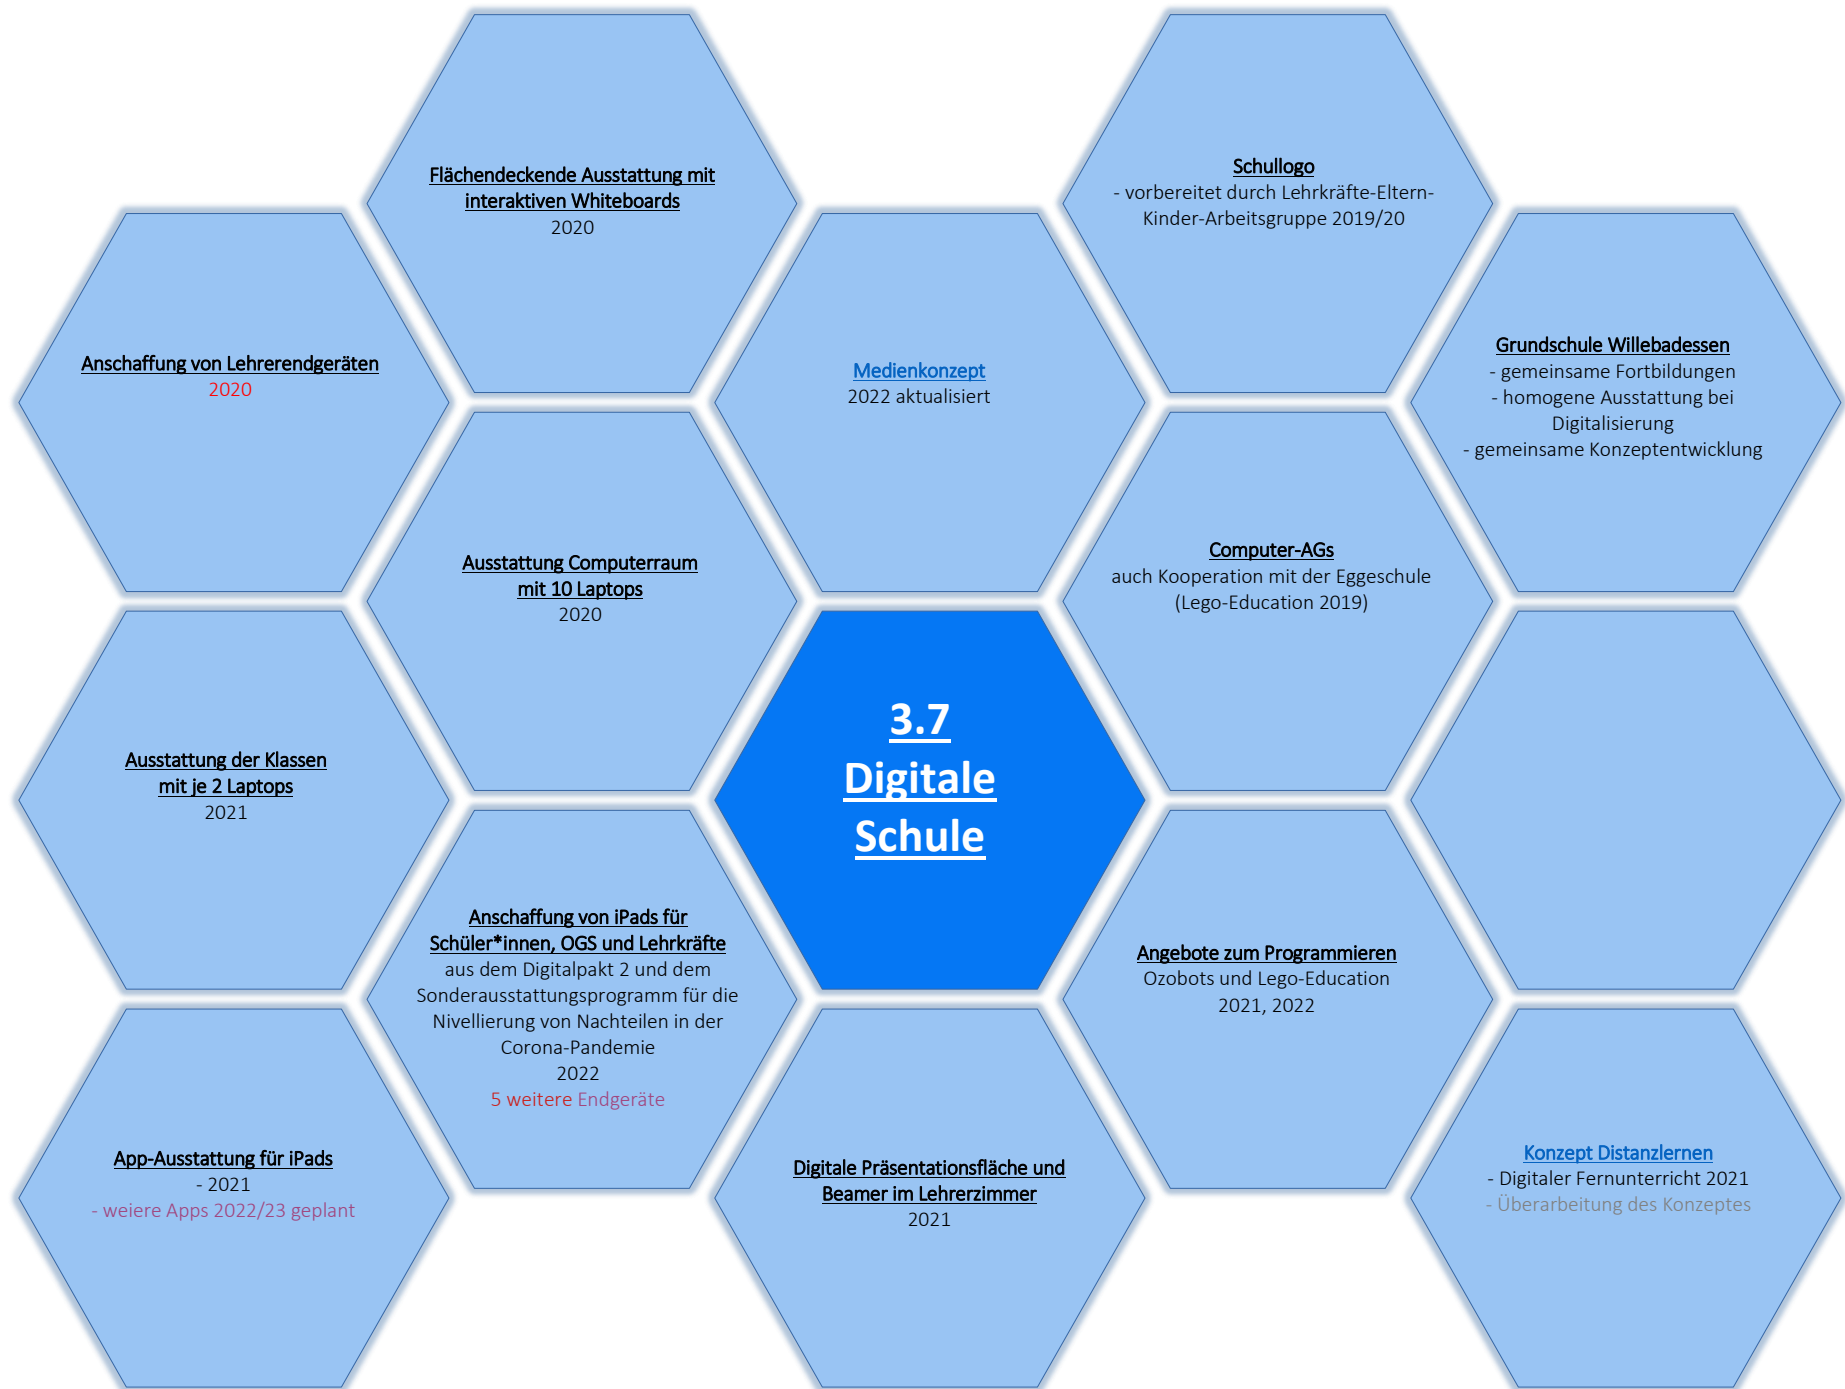 Flächendeckende Ausstattung mit
interaktiven Whiteboards
2020
Schullogo
- vorbereitet durch Lehrkräfte-Eltern-
Kinder-Arbeitsgruppe 2019/20
Anschaffung von Lehrerendgeräten
2020
Medienkonzept
2022 aktualisiert
Grundschule Willebadessen
- gemeinsame Fortbildungen
- homogene Ausstattung bei
Digitalisierung
- gemeinsame Konzeptentwicklung
Ausstattung Computerraum
mit 10 Laptops
2020
Computer-AGs
auch Kooperation mit der Eggeschule
(Lego-Education 2019)
Ausstattung der Klassen
mit je 2 Laptops
2021
3.7
Digitale
Schule
Anschaffung von iPads für
Schüler*innen, OGS und Lehrkräfte
aus dem Digitalpakt 2 und dem
Sonderausstattungsprogramm für die
Nivellierung von Nachteilen in der
Corona-Pandemie
2022
5 weitere Endgeräte
Angebote zum Programmieren
Ozobots und Lego-Education
2021, 2022
App-Ausstattung für iPads
- 2021
- weiere Apps 2022/23 geplant
Digitale Präsentationsfläche und
Beamer im Lehrerzimmer
2021
Konzept Distanzlernen
- Digitaler Fernunterricht 2021
- Überarbeitung des Konzeptes